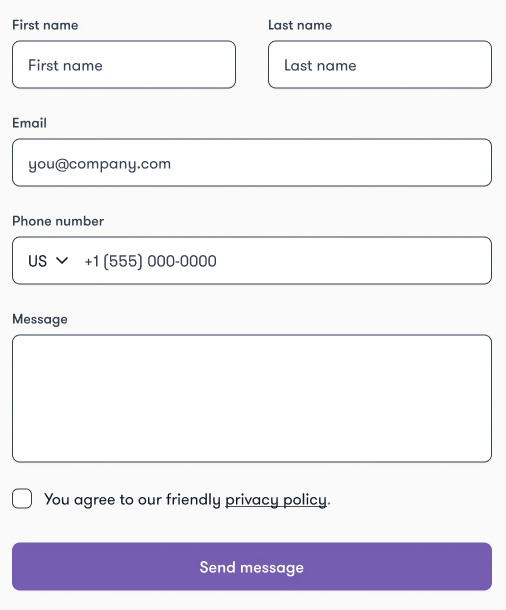 First name
Last name
First name
Last name
Email
you@company.com
Phone number
US +1 (555) 000-0000
Message
You agree to our friendly privacy policy.
Send message